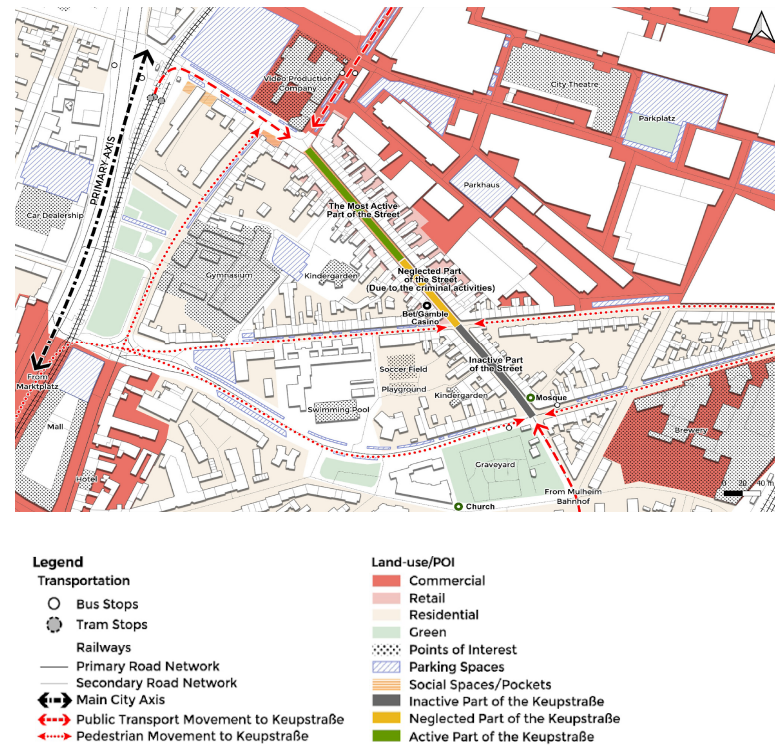 Video Production
Company
City Theatre
Parkplatz
PRIMARY AXIS
Parkhaus
Car Dealership
The Most Active
Part of the Street
Gymnasium
Kindergarden
Neglected Part
of the Street
(Due to the criminal activities)
Bet/Gamble
Casino
Inactive Part
of the Street
From
Marktplatz
Soccer Field
Playground
Kindergarden
Mosque
Swimming Pool
Mall
Brewery
Hotel
Graveyard
From Mulheim
Bahnhof
0 20 40 m
Church
Legend
Transportation
Bus Stops
Tram Stops
Railways
Primary Road Network
Secondary Road Network
Main City Axis
Public Transport Movement to Keupstraße
Pedestrian Movement to Keupstraße
Land-use/POI
Commercial
Retail
Residential
Green
Points of Interest
Parking Spaces
Social Spaces/Pockets
Inactive Part of the Keupstraße
Neglected Part of the Keupstraße
Active Part of the Keupstraße